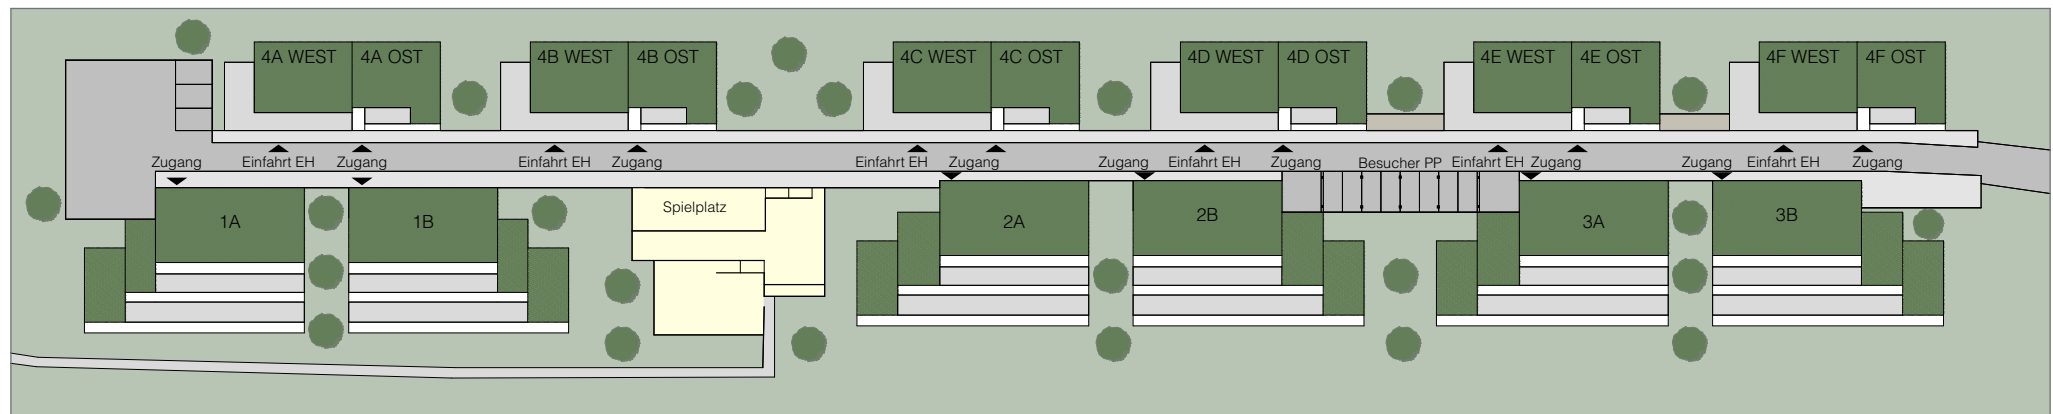 4A WEST 4A OST 4B WEST 4B OST 4C WEST 4C OST 4D WEST 4D OST 4E WEST 4E OST 4F WEST 4F OST
Zugang Einfahrt EH Zugang Einfahrt EH Zugang Einfahrt EH Zugang Zugang Einfahrt EH Zugang Besucher PP Einfahrt EH Zugang Zugang Einfahrt EH Zugang
1A 1B Spielplatz 2A 2B 3A 3B